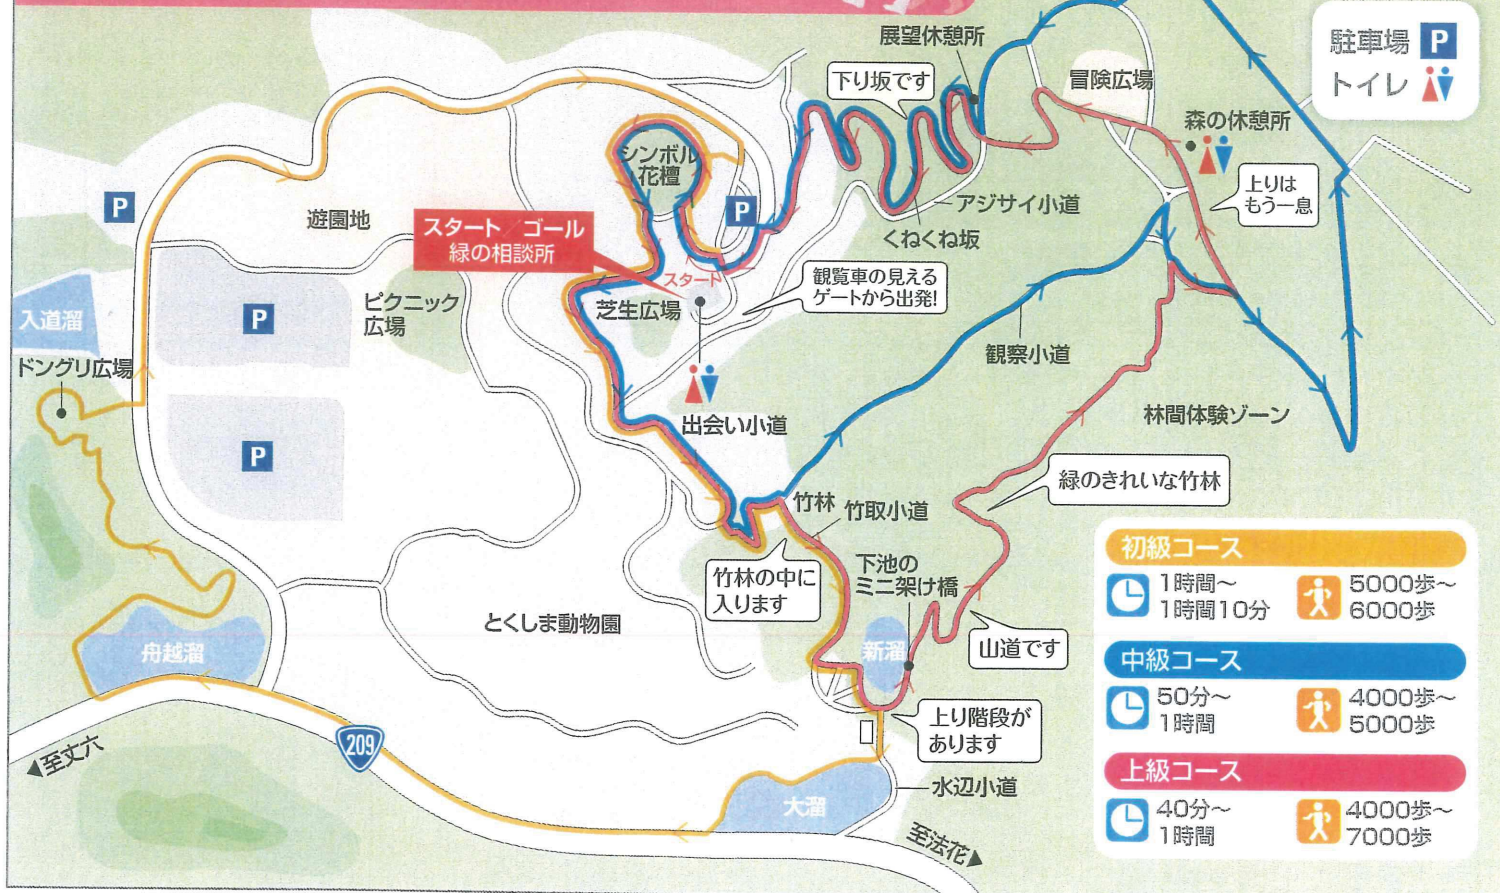 駐車場 P
トイレ
展望休憩所
下り坂です
冒険広場
森の休憩所
上りは
もう一息
シンボル
花壇
P
P
遊園地
スタート ゴール
緑の相談所
スタート
アジサイ小道
くねくね坂
観覧車の見える
ゲートから出発!
芝生広場
ピクニック
広場
P
入道溜
ドングリ広場
観察小道
林間体験ゾーン
出会い小道
P
緑のきれいな竹林
竹林
竹取小道
竹林の中に
入ります
下池の
ミニ架け橋
とくしま動物園
新溜
山道です
舟越溜
上り階段が
あります
209
至丈六
水辺小道
大溜
至法花
初級コース
1時間~
1時間10分
5000歩~
6000歩
中級コース
50分~
1時間
4000歩~
5000歩
上級コース
40分~
1時間
4000歩~
7000歩